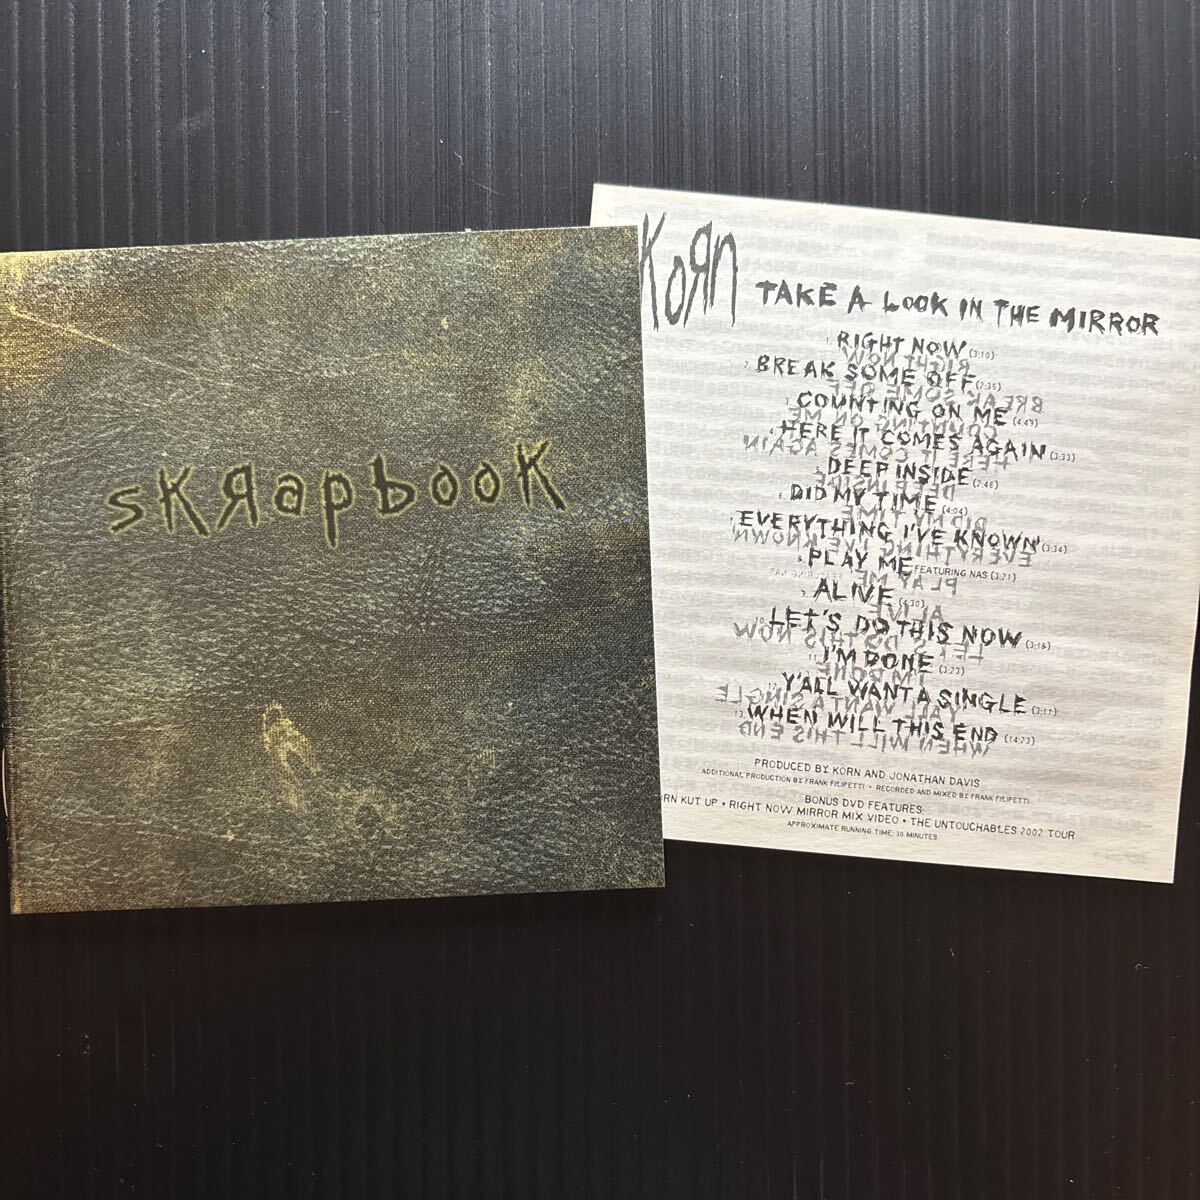 sKЯapbooK
KoЯn
TAKE A LOOK IN THE MIRROR
1. RIGHT NOW (3:10)
2. BREAK SOME OFF (2:35)
3. COUNTING ON ME (4:49)
4. HERE IT COMES AGAIN (3:33)
5. DEEP INSIDE (2:46)
6. DID MY TIME (4:04)
7. EVERYTHING I'VE KNOWN (3:34)
8. PLAY ME FEATURING NAS (3:21)
9. ALIVE (4:30)
10. LET'S DO THIS NOW (3:18)
11. I'M DONE (3:23)
12. Y'ALL WANT A SINGLE (3:17)
13. WHEN WILL THIS END (14:23)
PRODUCED BY KORN AND JONATHAN DAVIS
ADDITIONAL PRODUCTION BY FRANK FILIPETTI • RECORDED AND MIXED BY FRANK FILIPETTI
BONUS DVD FEATURES:
ORN KUT UP • RIGHT NOW MIRROR MIX VIDEO • THE UNTOUCHABLES 2002 TOUR
APPROXIMATE RUNNING TIME: 30 MINUTES